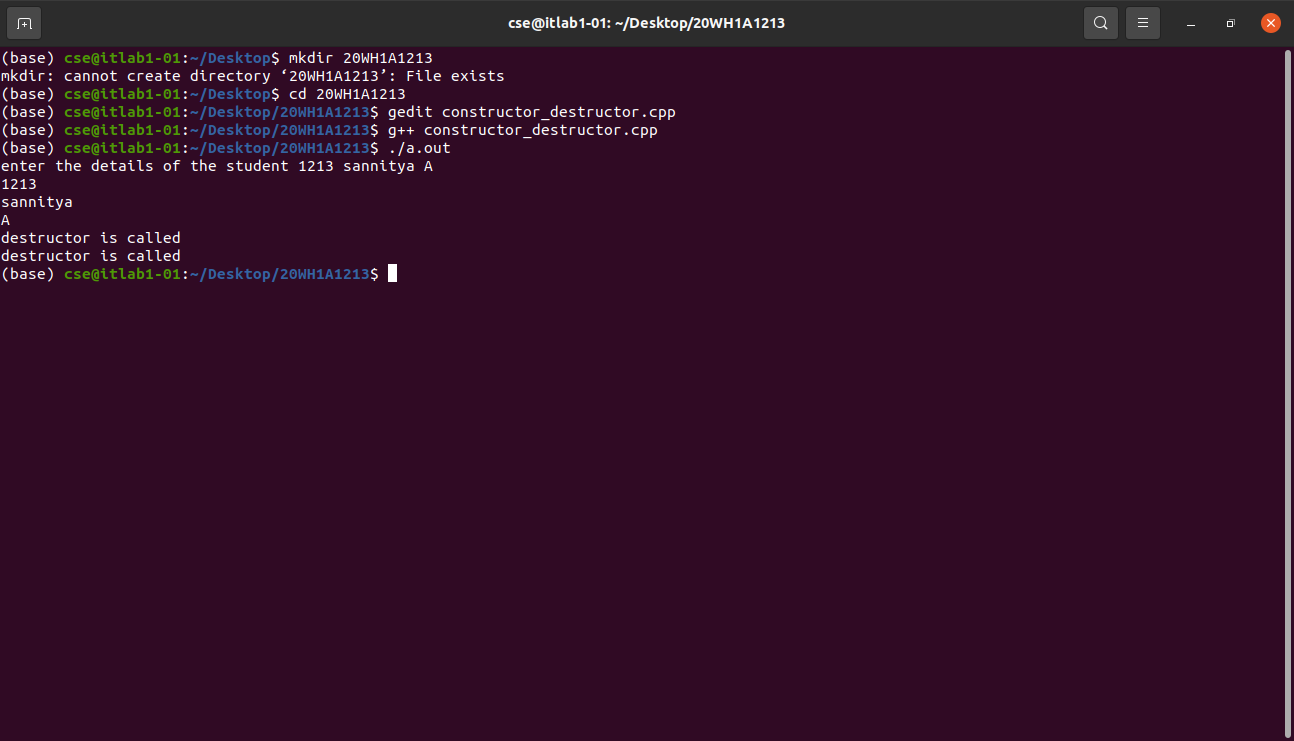 cse@itlab1-01: ~/Desktop/20WH1A1213
(base) cse@itlab1-01:~/Desktop$ mkdir 20WH1A1213
mkdir: cannot create directory ‘20WH1A1213’: File exists
(base) cse@itlab1-01:~/Desktop$ cd 20WH1A1213
(base) cse@itlab1-01:~/Desktop/20WH1A1213$ gedit constructor_destructor.cpp
(base) cse@itlab1-01:~/Desktop/20WH1A1213$ g++ constructor_destructor.cpp
(base) cse@itlab1-01:~/Desktop/20WH1A1213$ ./a.out
enter the details of the student 1213 sannitya A
1213
sannitya
A
destructor is called
destructor is called
(base) cse@itlab1-01:~/Desktop/20WH1A1213$